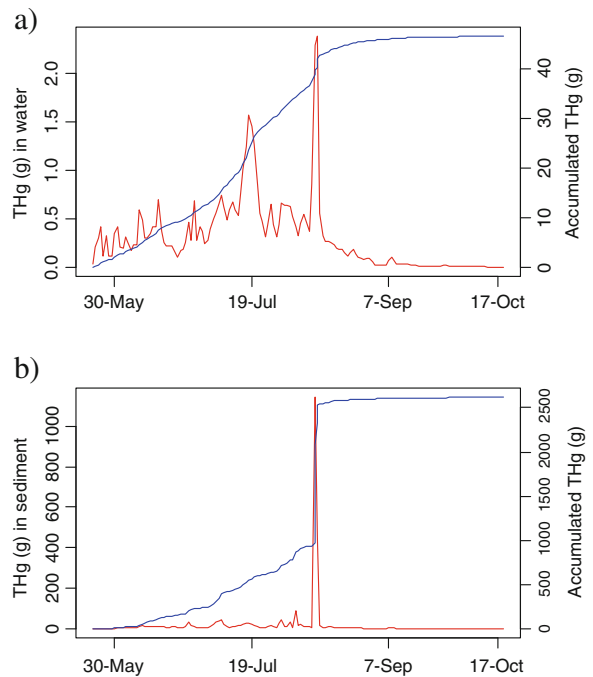 a)
THg (g) in water
0.0 0.5 1.0 1.5 2.0
Accumulated THg (g)
0 10 20 30 40
30-May 19-Jul 7-Sep 17-Oct
b)
THg (g) in sediment
0 200 400 600 800 1000
Accumulated THg (g)
0 500 1000 1500 2000 2500
30-May 19-Jul 7-Sep 17-Oct